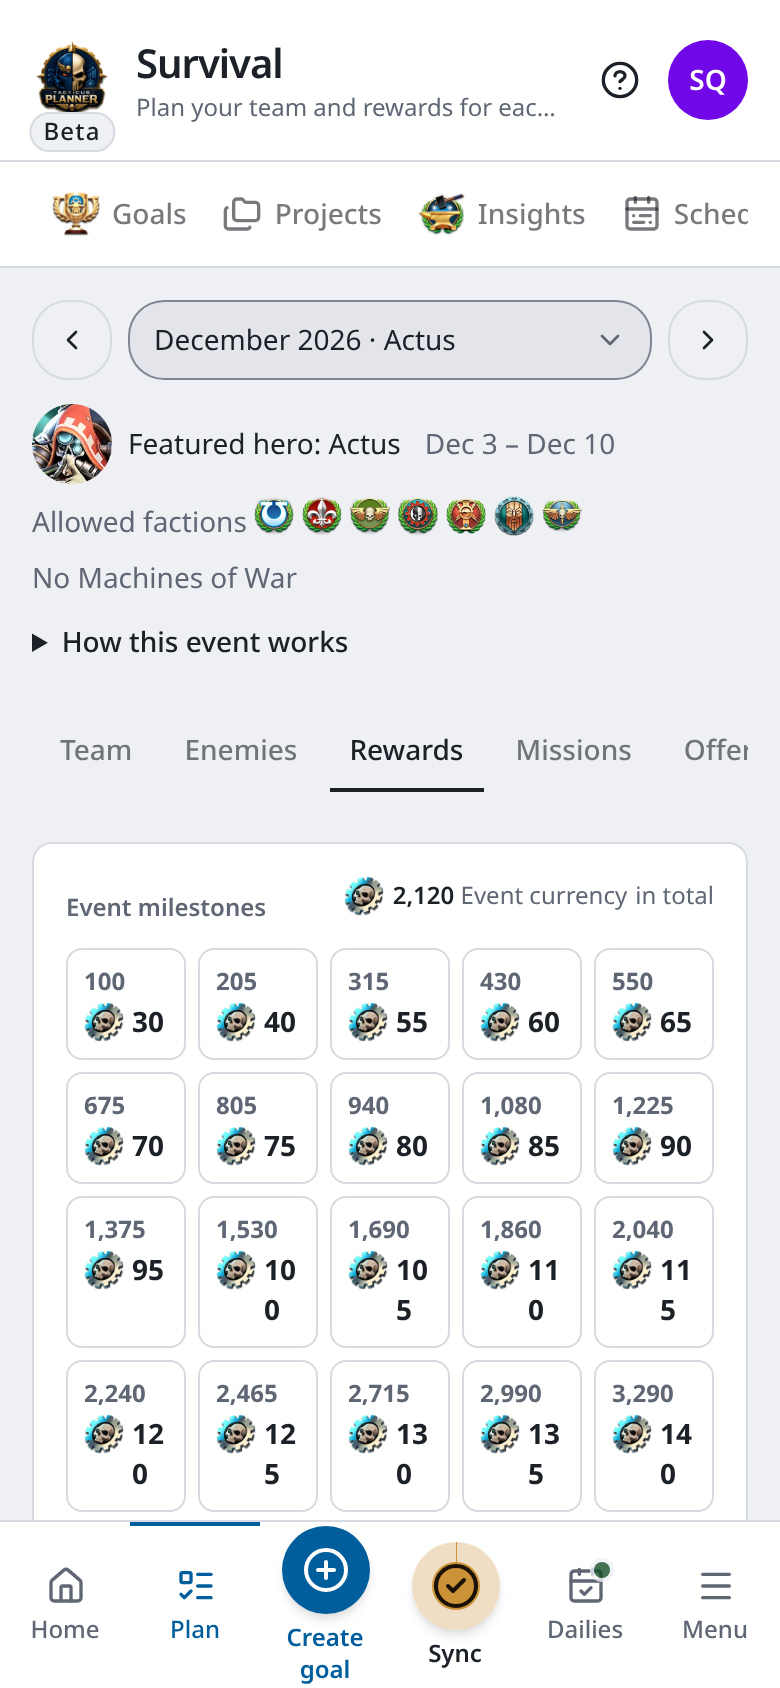 Survival
Plan your team and rewards for eac...
SQ
TACTICUS
PLANNER
Beta
Goals
Projects
Insights
Sched
December 2026 · Actus
Featured hero: Actus
Dec 3 – Dec 10
Allowed factions
No Machines of War
How this event works
Team
Enemies
Rewards
Missions
Offer
Event milestones
2,120 Event currency in total
100
205
315
430
550
30
40
55
60
65
675
805
940
1,080
1,225
70
75
80
85
90
1,375
1,530
1,690
1,860
2,040
95
10
10
11
11
0
5
0
5
2,240
2,465
2,715
2,990
3,290
12
12
13
13
14
0
5
0
5
0
Home
Plan
Create
goal
Sync
Dailies
Menu